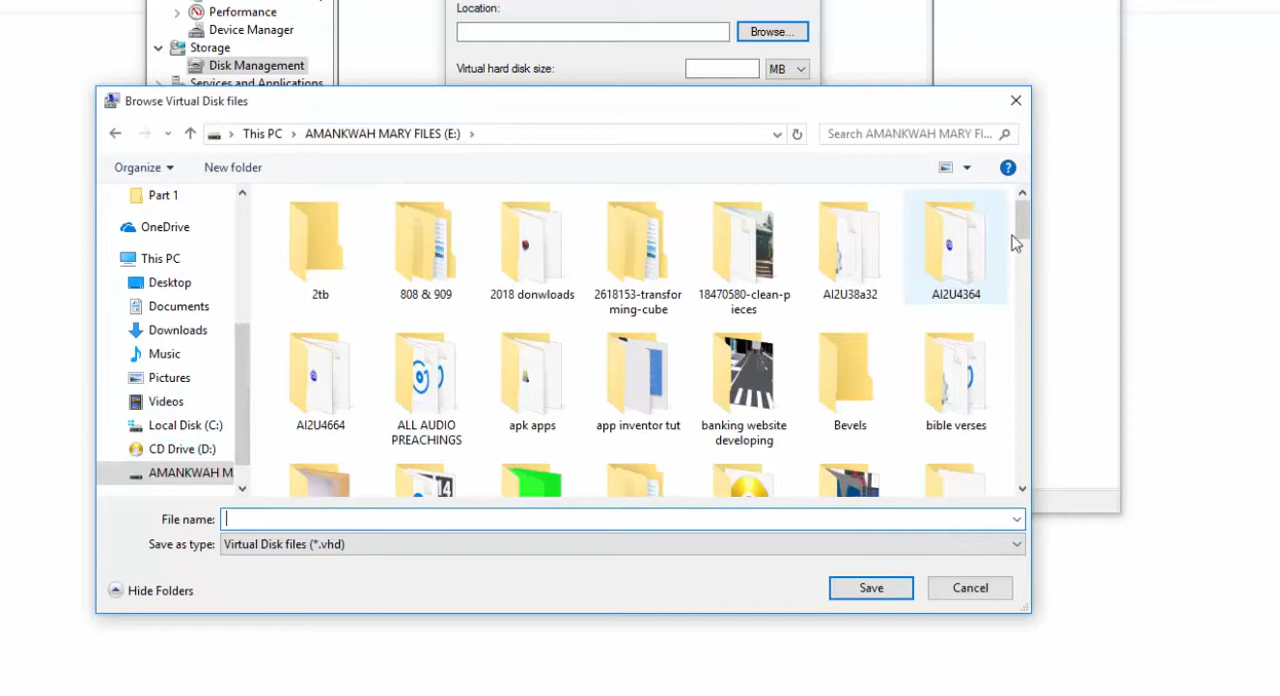 Performance
Device Manager
Storage
Disk Management
Services and Applications
Location:
Browse...
Virtual hard disk size:
MB
Browse Virtual Disk files
This PC
AMANKWAH MARY FILES (E:)
Search AMANKWAH MARY FI...
Organize
New folder
Part 1
OneDrive
This PC
Desktop
Documents
Downloads
Music
Pictures
Videos
Local Disk (C:)
CD Drive (D:)
AMANKWAH M
2tb
808 & 909
2018 donwloads
2618153-transfor
ming-cube
18470580-clean-p
ieces
AI2U38a32
AI2U4364
AI2U4664
ALL AUDIO
PREACHINGS
apk apps
app inventor tut
banking website
developing
Bevels
bible verses
File name:
Save as type:
Virtual Disk files (*.vhd)
Hide Folders
Save
Cancel